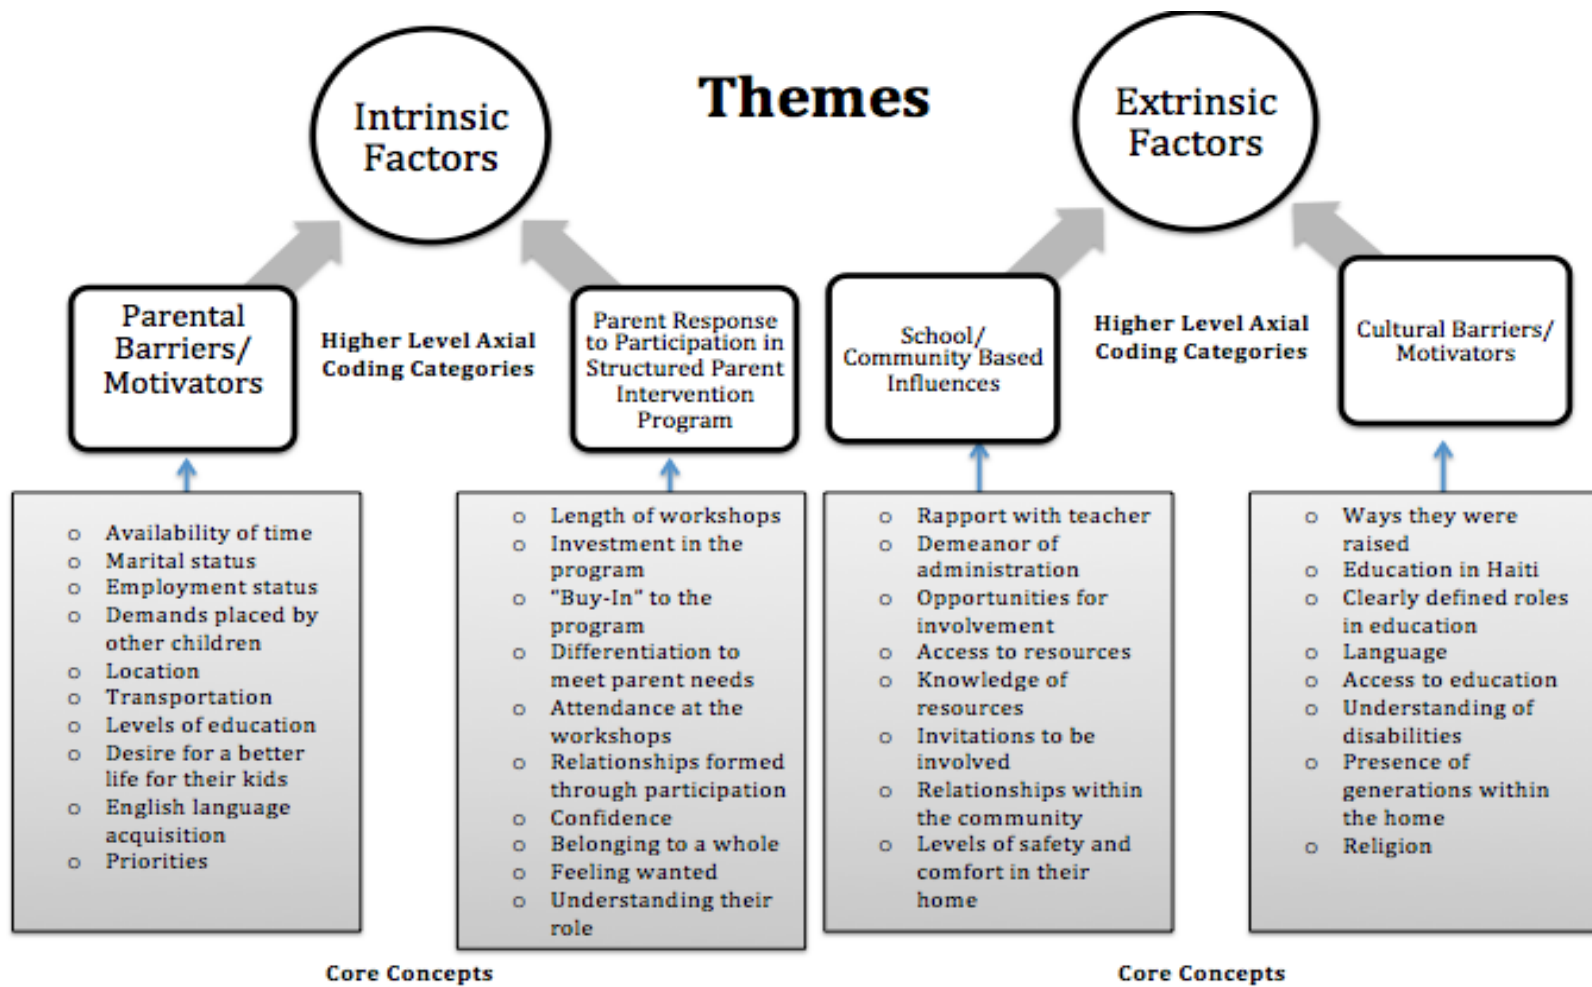 Themes
Intrinsic
Factors
Extrinsic
Factors
Parental
Barriers/
Motivators
Higher Level Axial
Coding Categories
Parent Response
to Participation in
Structured Parent
Intervention
Program
School/
Community Based
Influences
Higher Level Axial
Coding Categories
Cultural Barriers/
Motivators
o Availability of time
o Marital status
o Employment status
o Demands placed by
other children
o Location
o Transportation
o Levels of education
o Desire for a better
life for their kids
o English language
acquisition
o Priorities
o Length of workshops
o Investment in the
program
o "Buy-In" to the
program
o Differentiation to
meet parent needs
o Attendance at the
workshops
o Relationships formed
through participation
o Confidence
o Belonging to a whole
o Feeling wanted
o Understanding their
role
o Rapport with teacher
o Demeanor of
administration
o Opportunities for
involvement
o Access to resources
o Knowledge of
resources
o Invitations to be
involved
o Relationships within
the community
o Levels of safety and
comfort in their
home
o Ways they were
raised
o Education in Haiti
o Clearly defined roles
in education
o Language
o Access to education
o Understanding of
disabilities
o Presence of
generations within
the home
o Religion
Core Concepts
Core Concepts